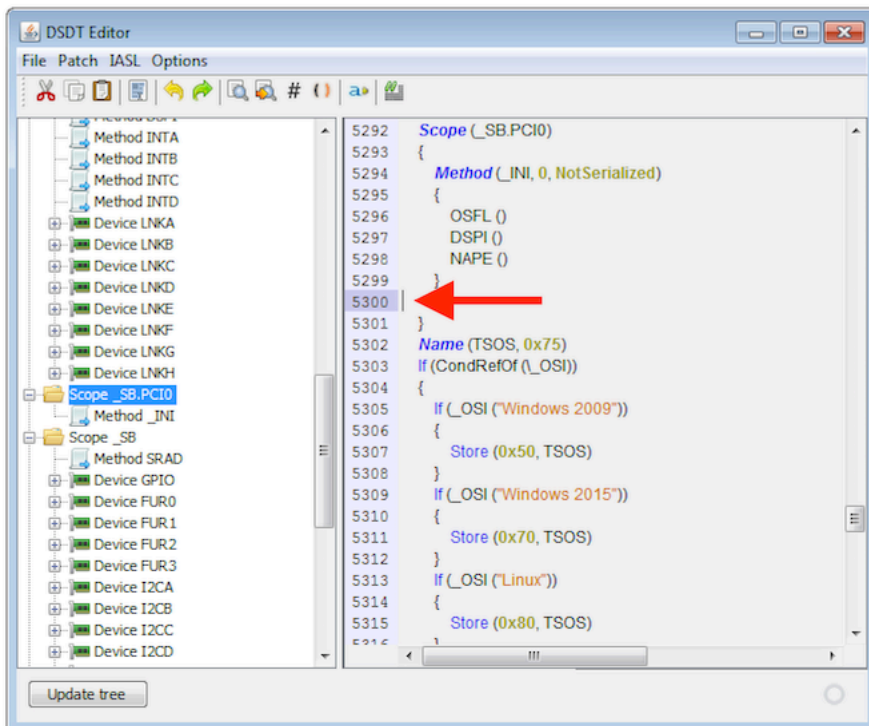 DSDT Editor
File Patch IASL Options
Method INTA
Method INTB
Method INTC
Method INTD
Device LNKA
Device LNKB
Device LNKC
Device LNKD
Device LNKE
Device LNKF
Device LNKG
Device LNKH
Scope _SB.PCI0
Method _INI
Scope _SB
Method SRAD
Device GPIO
Device FUR0
Device FUR1
Device FUR2
Device FUR3
Device I2CA
Device I2CB
Device I2CC
Device I2CD
5292 Scope (_SB.PCI0)
5293 {
5294 Method (_INI, 0, NotSerialized)
5295 {
5296 OSFL ()
5297 DSPI ()
5298 NAPE ()
5299 }
5300
5301 }
5302 Name (TSOS, 0x75)
5303 If (CondRefOf (\_OSI))
5304 {
5305 If (_OSI ("Windows 2009"))
5306 {
5307 Store (0x50, TSOS)
5308 }
5309 If (_OSI ("Windows 2015"))
5310 {
5311 Store (0x70, TSOS)
5312 }
5313 If (_OSI ("Linux"))
5314 {
5315 Store (0x80, TSOS)
5316 }
Update tree